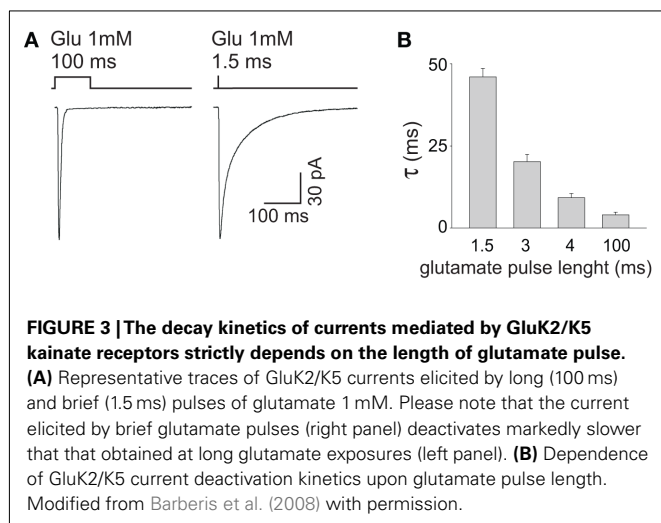 A
Glu 1mM
100 ms
Glu 1mM
1.5 ms
100 ms
30 pA
B
50
25
0
τ (ms)
1.5 3 4 100
glutamate pulse lenght (ms)
FIGURE 3 | The decay kinetics of currents mediated by GluK2/K5
kainate receptors strictly depends on the length of glutamate pulse.
(A) Representative traces of GluK2/K5 currents elicited by long (100 ms)
and brief (1.5 ms) pulses of glutamate 1 mM. Please note that the current
elicited by brief glutamate pulses (right panel) deactivates markedly slower
that that obtained at long glutamate exposures (left panel). (B) Dependence
of GluK2/K5 current deactivation kinetics upon glutamate pulse length.
Modified from Barberis et al. (2008) with permission.